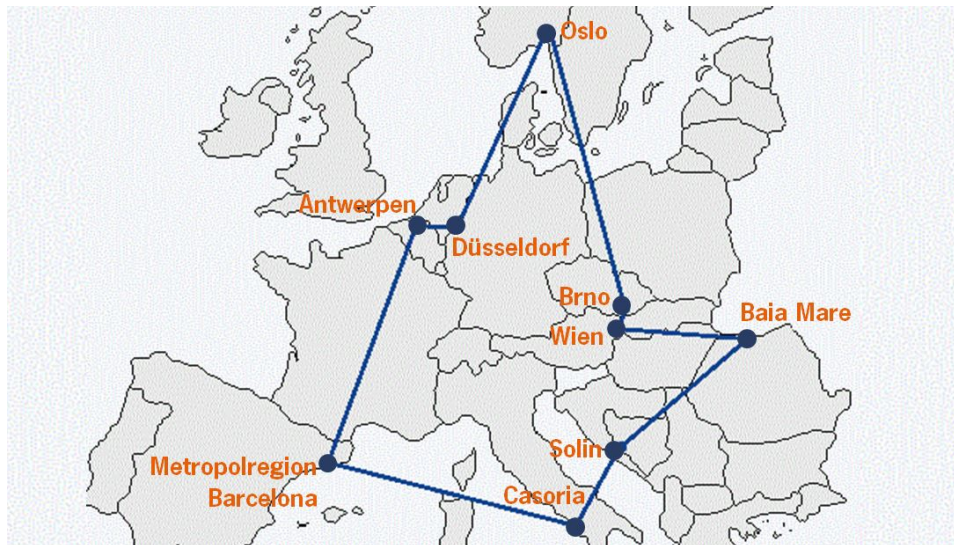 Oslo
Antwerpen
Düsseldorf
Brno
Baia Mare
Wien
Solin
Metropolregion
Barcelona
Casoria